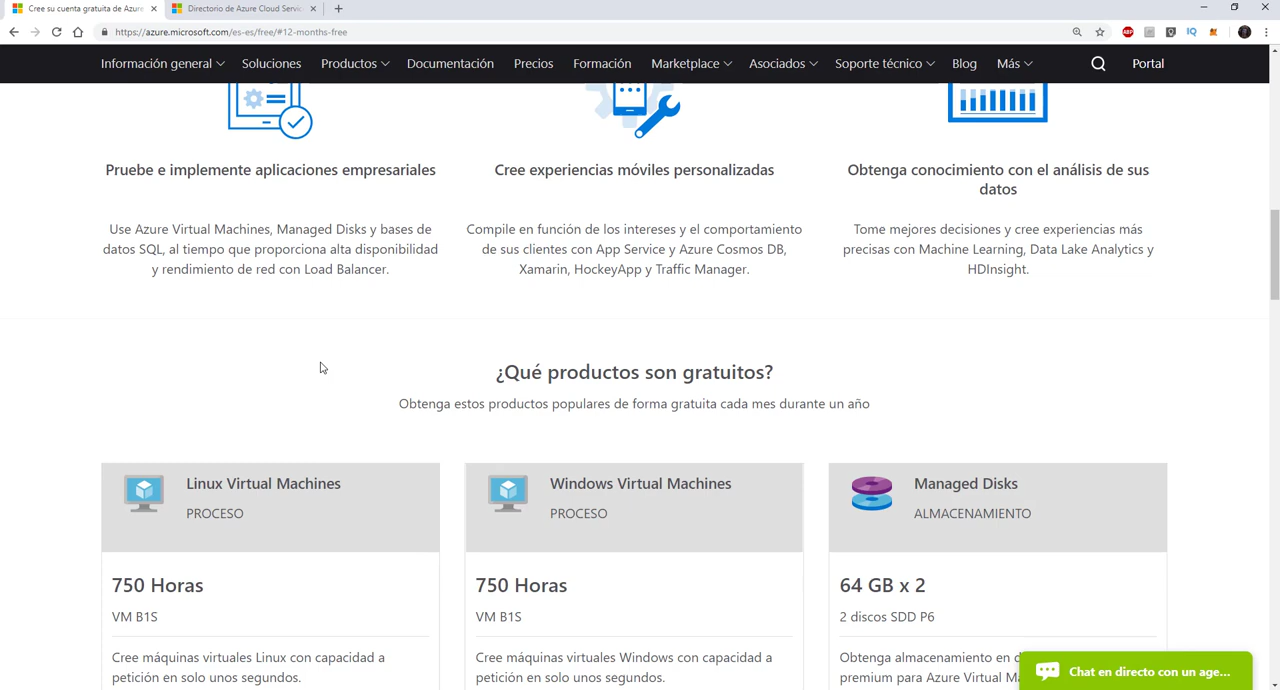 Cree su cuenta gratuita de Azure
Directorio de Azure Cloud Servic
https://azure.microsoft.com/es-es/free/#12-months-free
ABP
IQ
Información general
Soluciones
Productos
Documentación
Precios
Formación
Marketplace
Asociados
Soporte técnico
Blog
Más
Portal
Pruebe e implemente aplicaciones empresariales
Use Azure Virtual Machines, Managed Disks y bases de
datos SQL, al tiempo que proporciona alta disponibilidad
y rendimiento de red con Load Balancer.
Cree experiencias móviles personalizadas
Compile en función de los intereses y el comportamiento
de sus clientes con App Service y Azure Cosmos DB,
Xamarin, HockeyApp y Traffic Manager.
Obtenga conocimiento con el análisis de sus
datos
Tome mejores decisiones y cree experiencias más
precisas con Machine Learning, Data Lake Analytics y
HDInsight.
¿Qué productos son gratuitos?
Obtenga estos productos populares de forma gratuita cada mes durante un año
Linux Virtual Machines
PROCESO
750 Horas
VM B1S
Cree máquinas virtuales Linux con capacidad a
petición en solo unos segundos.
Windows Virtual Machines
PROCESO
750 Horas
VM B1S
Cree máquinas virtuales Windows con capacidad a
petición en solo unos segundos.
Managed Disks
ALMACENAMIENTO
64 GB x 2
2 discos SDD P6
Obtenga almacenamiento en
premium para Azure Virtual
Chat en directo con un age...